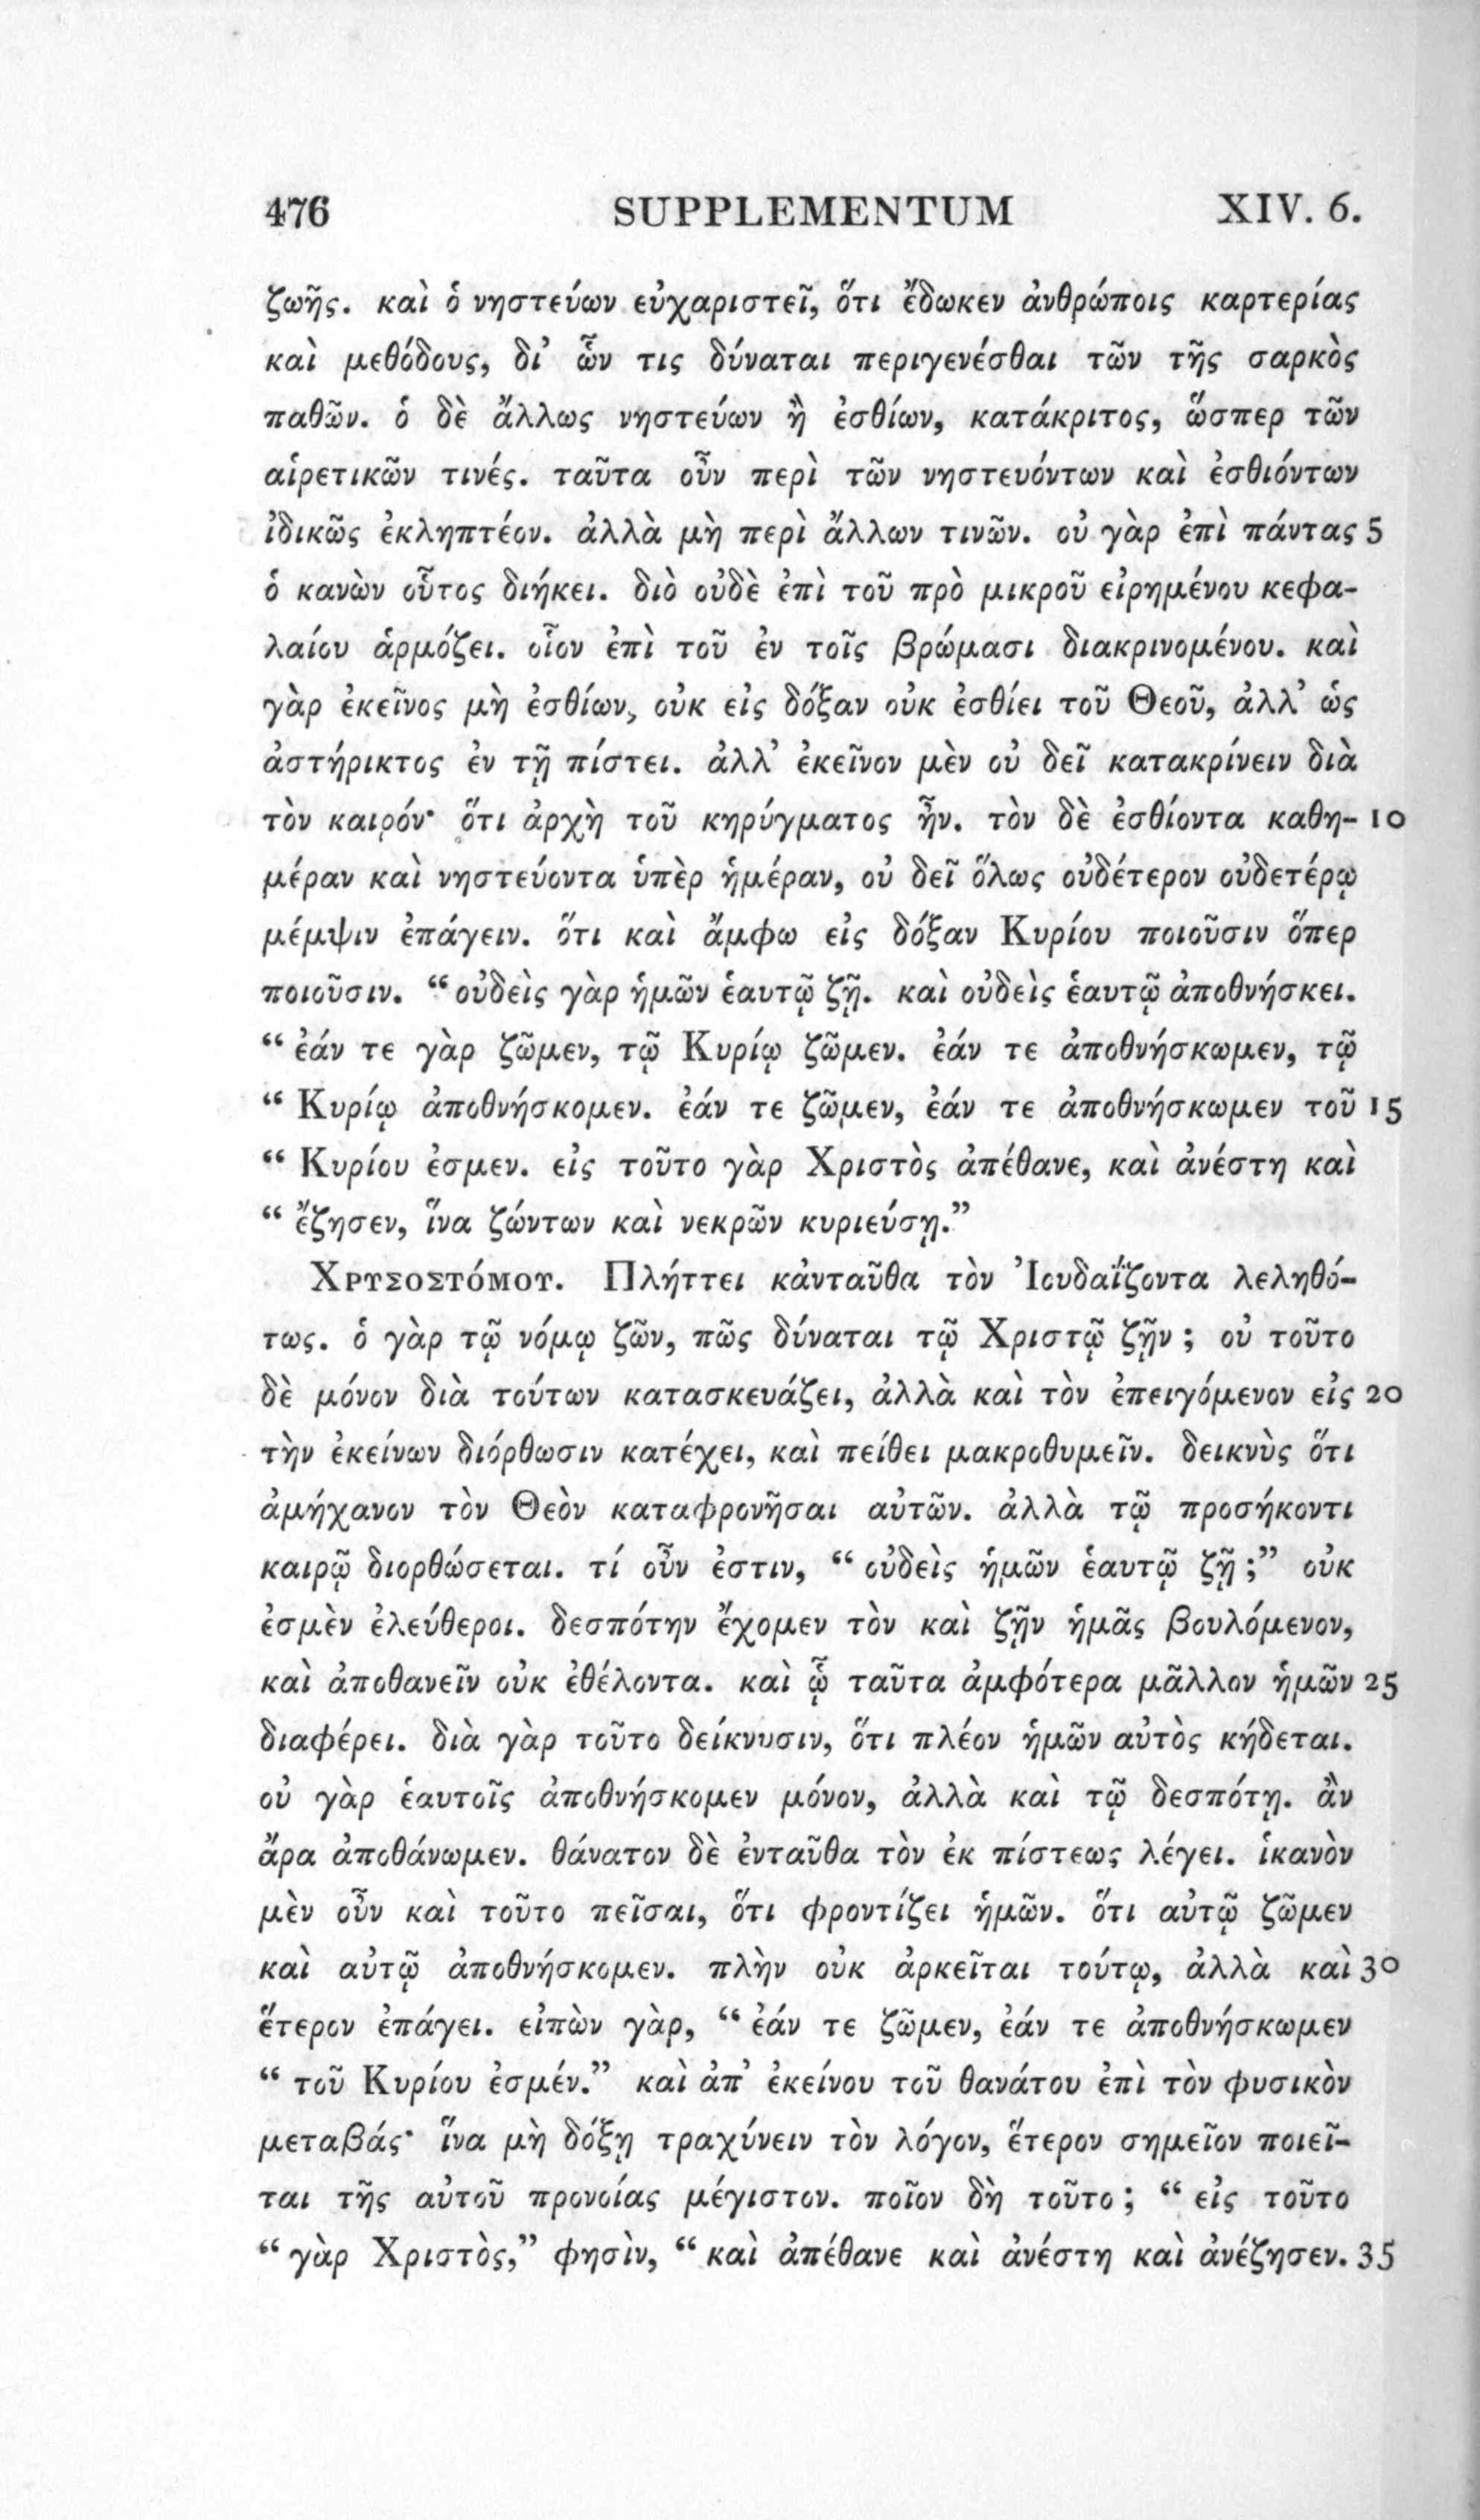 476 SUPPLEMENTUM XIV. 6.
ζωῆς. καὶ ὁ νηστεύων εὐχαριστεῖ, ὅτι ἔδωκεν ἀνθρώποις καρτερίας
καὶ μεθόδους, δι’ ὧν τις δύναται περιγενέσθαι τῶν τῆς σαρκὸς
παθῶν. ὁ δὲ ἄλλως νηστεύων ἢ ἐσθίων, κατάκριτος, ὥσπερ τῶν
αἱρετικῶν τινές. ταῦτα οὖν περὶ τῶν νηστευόντων καὶ ἐσθιόντων
ἰδικῶς ἐκληπτέον. ἀλλὰ μὴ περὶ ἄλλων τινῶν. οὐ γὰρ ἐπὶ πάντας 5
ὁ κανὼν οὗτος διήκει. διὸ οὐδὲ ἐπὶ τοῦ πρὸ μικροῦ εἰρημένου κεφα-
λαίου ἁρμόζει. οἷον ἐπὶ τοῦ ἐν τοῖς βρώμασι διακρινομένου. καὶ
γὰρ ἐκεῖνος μὴ ἐσθίων, οὐκ εἰς δόξαν οὐκ ἐσθίει τοῦ Θεοῦ, ἀλλ’ ὡς
ἀστήρικτος ἐν τῇ πίστει. ἀλλ’ ἐκεῖνον μὲν οὐ δεῖ κατακρίνειν διὰ
τὸν καιρόν· ὅτι ἀρχὴ τοῦ κηρύγματος ἦν. τὸν δὲ ἐσθίοντα καθη- 10
μέραν καὶ νηστεύοντα ὑπὲρ ἡμέραν, οὐ δεῖ ὅλως οὐδέτερον οὐδετέρῳ
μέμψιν ἐπάγειν. ὅτι καὶ ἄμφω εἰς δόξαν Κυρίου ποιοῦσιν ὅπερ
ποιοῦσιν. “ οὐδεὶς γὰρ ἡμῶν ἑαυτῷ ζῇ. καὶ οὐδεὶς ἑαυτῷ ἀποθνήσκει.
“ ἐάν τε γὰρ ζῶμεν, τῷ Κυρίῳ ζῶμεν. ἐάν τε ἀποθνήσκωμεν, τῷ
“ Κυρίῳ ἀποθνήσκομεν. ἐάν τε ζῶμεν, ἐάν τε ἀποθνήσκωμεν τοῦ 15
“ Κυρίου ἐσμεν. εἰς τοῦτο γὰρ Χριστὸς ἀπέθανε, καὶ ἀνέστη καὶ
“ ἔζησεν, ἵνα ζώντων καὶ νεκρῶν κυριεύσῃ.”
ΧΡΥΣΟΣΤόΜΟΥ. Πλήττει κἀνταῦθα τὸν Ἰουδαΐζοντα λεληθό-
τως. ὁ γὰρ τῷ νόμῳ ζῶν, πῶς δύναται τῷ Χριστῷ ζῇν ; οὐ τοῦτο
δὲ μόνον διὰ τούτων κατασκευάζει, ἀλλὰ καὶ τὸν ἐπειγόμενον εἰς 20
τὴν ἐκείνων διόρθωσιν κατέχει, καὶ πείθει μακροθυμεῖν. δεικνὺς ὅτι
ἀμήχανον τὸν Θεὸν καταφρονῆσαι αὐτῶν. ἀλλὰ τῷ προσήκοντι
καιρῷ διορθώσεται. τί οὖν ἐστιν, “ οὐδεὶς ἡμῶν ἑαυτῷ ζῇ ;” οὐκ
ἐσμὲν ἐλεύθεροι. δεσπότην ἔχομεν τὸν καὶ ζῇν ἡμᾶς βουλόμενον,
καὶ ἀποθανεῖν οὐκ ἐθέλοντα. καὶ ᾧ ταῦτα ἀμφότερα μᾶλλον ἡμῶν 25
διαφέρει. διὰ γὰρ τοῦτο δείκνυσιν, ὅτι πλέον ἡμῶν αὐτὸς κήδεται.
οὐ γὰρ ἑαυτοῖς ἀποθνήσκομεν μόνον, ἀλλὰ καὶ τῷ δεσπότῃ. ἂν
ἄρα ἀποθάνωμεν. θάνατον δὲ ἐνταῦθα τὸν ἐκ πίστεως λέγει. ἱκανὸν
μὲν οὖν καὶ τοῦτο πεῖσαι, ὅτι φροντίζει ἡμῶν. ὅτι αὐτῷ ζῶμεν
καὶ αὐτῷ ἀποθνήσκομεν. πλὴν οὐκ ἀρκεῖται τούτῳ, ἀλλὰ καὶ 30
ἕτερον ἐπάγει. εἰπὼν γὰρ, “ ἐάν τε ζῶμεν, ἐάν τε ἀποθνήσκωμεν
“ τοῦ Κυρίου ἐσμέν.” καὶ ἀπ’ ἐκείνου τοῦ θανάτου ἐπὶ τὸν φυσικὸν
μεταβάς· ἵνα μὴ δόξῃ τραχύνειν τὸν λόγον, ἕτερον σημεῖον ποιεῖ-
ται τῆς αὐτοῦ προνοίας μέγιστον. ποῖον δὴ τοῦτο ; “ εἰς τοῦτο
“ γὰρ Χριστὸς,” φησὶν, “ καὶ ἀπέθανε καὶ ἀνέστη καὶ ἀνέζησεν. 35